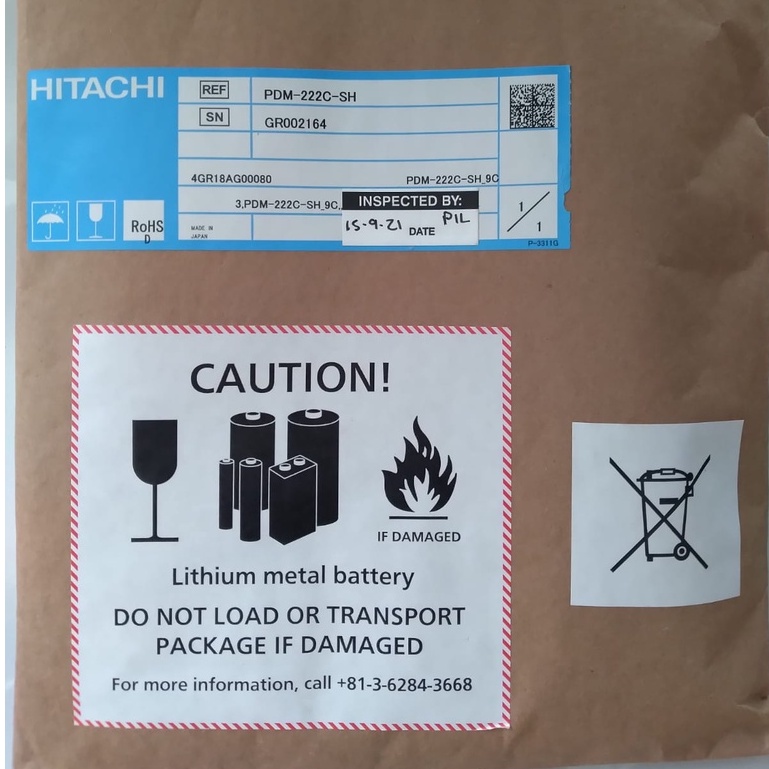 HITACHI
REF PDM-222C-SH
SN GR002164
4GR18AG00080 PDM-222C-SH_9C
3,PDM-222C-SH_9C,
INSPECTED BY:
15-9-21 DATE PIL
RoHS
D
MADE IN
JAPAN
1/1
P-3311G
CAUTION!
IF DAMAGED
Lithium metal battery
DO NOT LOAD OR TRANSPORT
PACKAGE IF DAMAGED
For more information, call +81-3-6284-3668